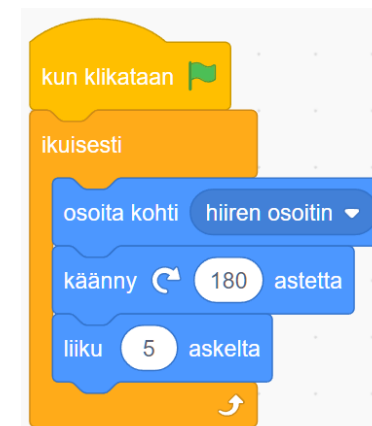 kun klikataan
ikuisesti
osoita kohti hiiren osoitin
käänny 180 astetta
liiku 5 askelta